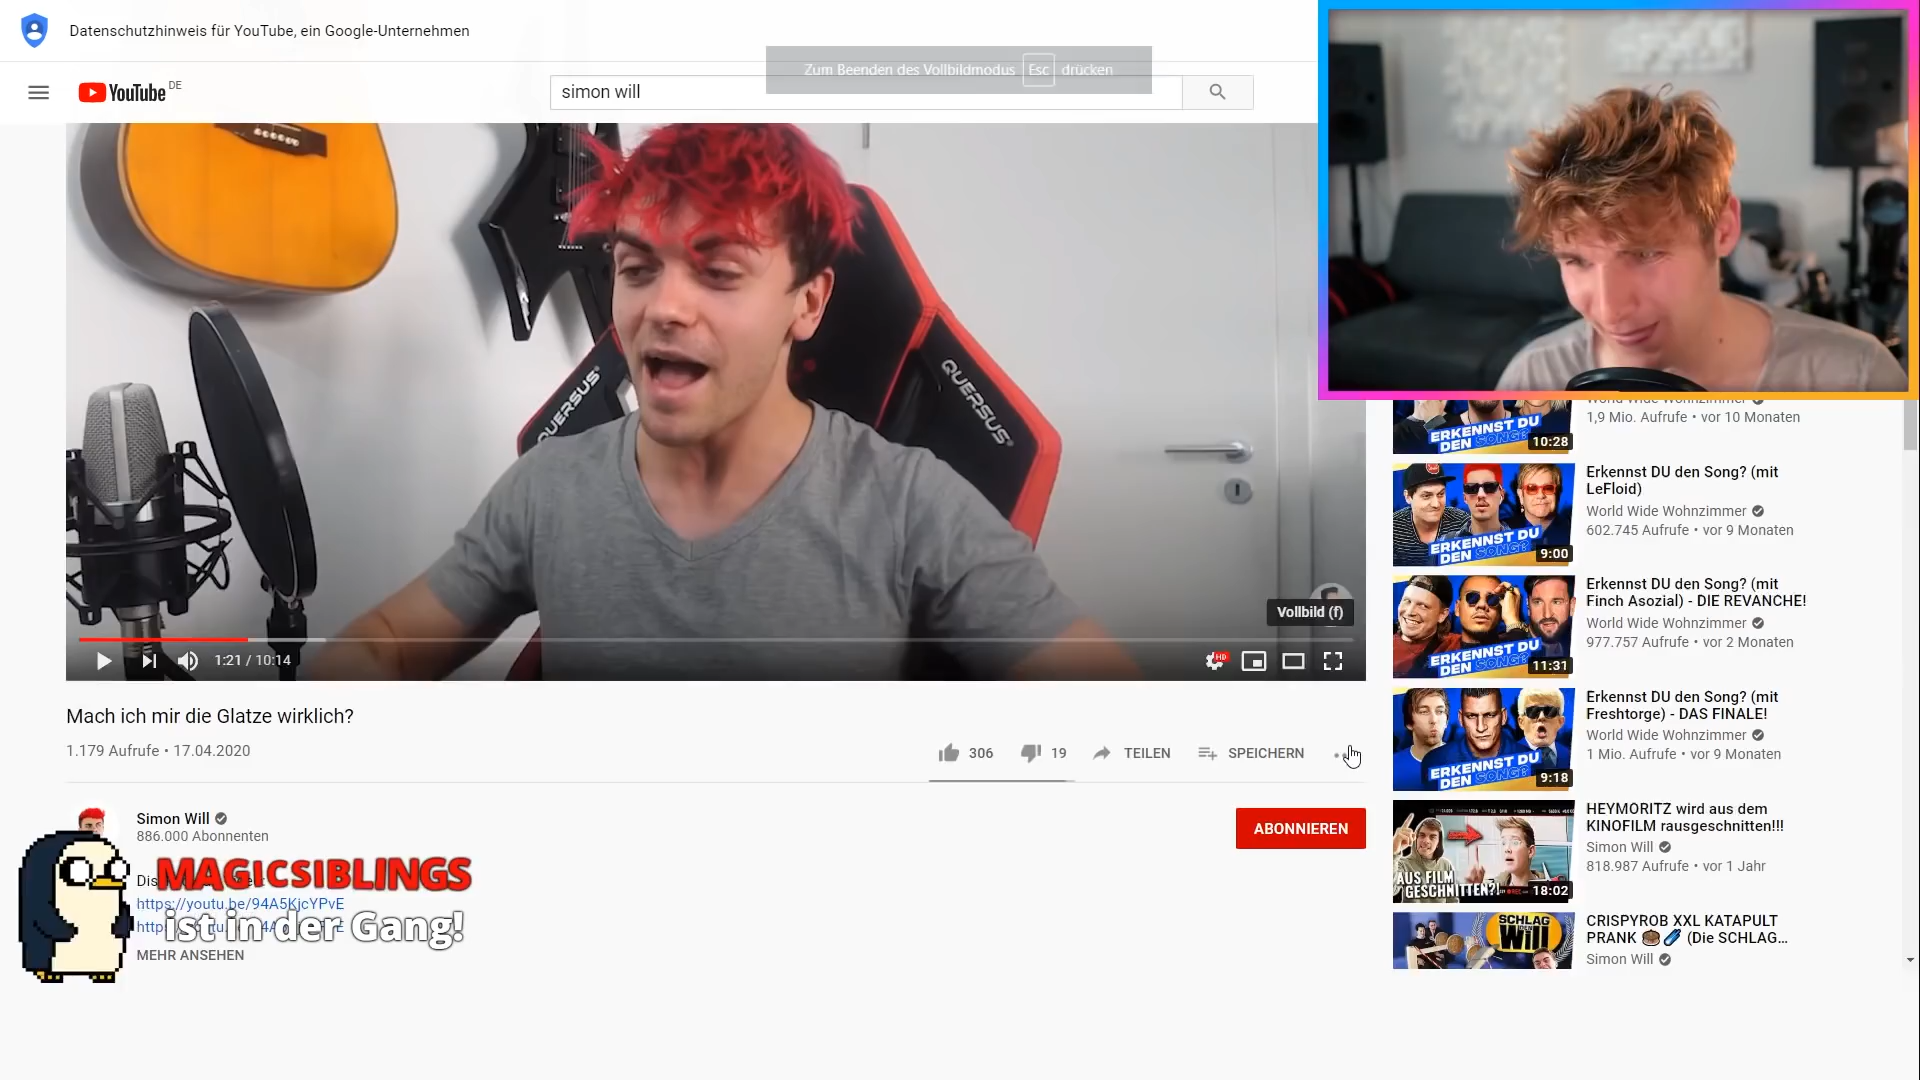 Datenschutzhinweis für YouTube, ein Google-Unternehmen
Zum Beenden des Vollbildmodus Esc drücken
YouTube DE
simon will
QUERSUS
QUERSUS
Vollbild (f)
1:21 / 10:14
HD
Mach ich mir die Glatze wirklich?
1.179 Aufrufe • 17.04.2020
306
19
TEILEN
SPEICHERN
Simon Will
886.000 Abonnenten
ABONNIEREN
MAGICSIBLINGS
ist in der Gang!
https://youtu.be/94A5KjcYPvE
MEHR ANSEHEN
World Wide Wohnzimmer
1,9 Mio. Aufrufe • vor 10 Monaten
ERKENNST DU
DEN SONG?
10:28
Erkennst DU den Song? (mit
LeFloid)
World Wide Wohnzimmer
602.745 Aufrufe • vor 9 Monaten
ERKENNST DU
DEN SONG?
9:00
Erkennst DU den Song? (mit
Finch Asozial) - DIE REVANCHE!
World Wide Wohnzimmer
977.757 Aufrufe • vor 2 Monaten
ERKENNST DU
DEN SONG?
11:31
Erkennst DU den Song? (mit
Freshtorge) - DAS FINALE!
World Wide Wohnzimmer
1 Mio. Aufrufe • vor 9 Monaten
ERKENNST DU
DEN SONG?
9:18
HEYMORITZ wird aus dem
KINOFILM rausgeschnitten!!!
Simon Will
818.987 Aufrufe • vor 1 Jahr
AUS FILM
GESCHNITTEN?!
18:02
CRISPYROB XXL KATAPULT
PRANK (Die SCHLAG...
Simon Will
SCHLAG
Will